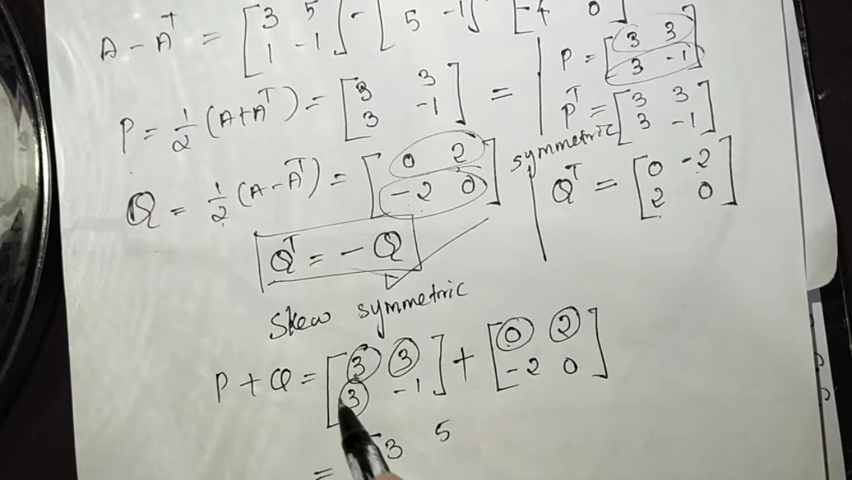 A - Aᵀ = [3 5 1 -1] - [5 -1] [-4 0]
P = 1/2 (A+Aᵀ) = [3 3 3 -1] =
P = [3 3 3 -1]
Pᵀ = [3 3 3 -1]
symmetric
Q = 1/2 (A-Aᵀ) = [0 2 -2 0]
Qᵀ = [0 -2 2 0]
Qᵀ = - Q
Skew symmetric
P + Q = [3 3 3 -1] + [0 2 -2 0]
= 3 5